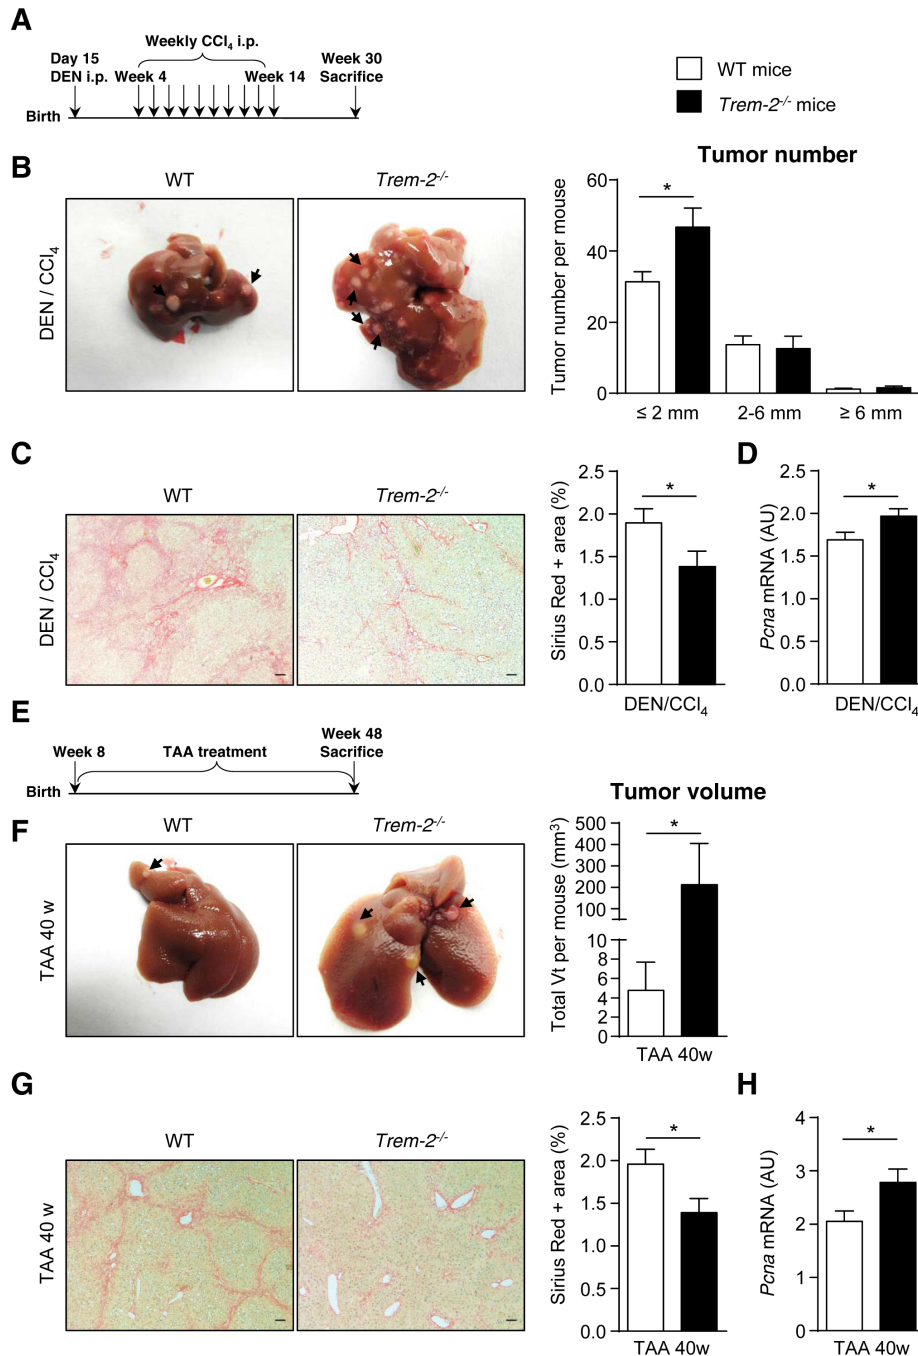 A
Weekly CCl4 i.p.
Day 15
DEN i.p.
Week 4
Week 14
Week 30
Sacrifice
Birth
WT mice
Trem-2-/- mice
B
WT
Trem-2-/-
DEN / CCl4
Tumor number
Tumor number per mouse
60
40
20
0
*
≤ 2 mm
2-6 mm
≥ 6 mm
C
WT
Trem-2-/-
DEN / CCl4
Sirius Red + area (%)
2.5
2.0
1.5
1.0
0.5
0.0
*
DEN/CCl4
D
Pcna mRNA (AU)
2.5
2.0
1.5
1.0
0.5
0.0
*
DEN/CCl4
E
Week 8
TAA treatment
Week 48
Sacrifice
Birth
F
WT
Trem-2-/-
TAA 40 w
Tumor volume
Total Vt per mouse (mm3)
500
400
300
200
100
10
8
6
4
2
0
*
TAA 40w
G
WT
Trem-2-/-
TAA 40 w
Sirius Red + area (%)
2.5
2.0
1.5
1.0
0.5
0.0
*
TAA 40w
H
Pcna mRNA (AU)
4
3
2
1
0
*
TAA 40w